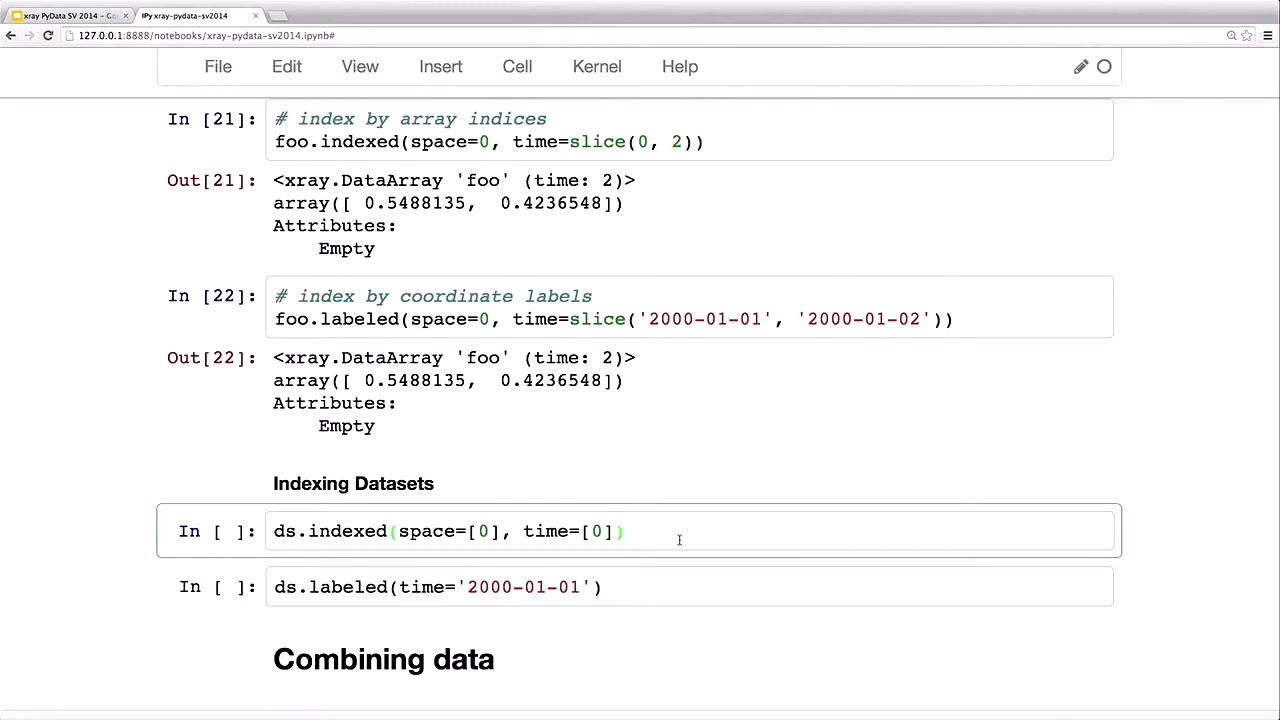 xray PyData SV 2014 – Go
IPy xray-pydata-sv2014
127.0.0.1:8888/notebooks/xray-pydata-sv2014.ipynb#
File Edit View Insert Cell Kernel Help
In [21]:
# index by array indices
foo.indexed(space=0, time=slice(0, 2))
Out[21]:
<xray.DataArray 'foo' (time: 2)>
array([ 0.5488135,  0.4236548])
Attributes:
Empty
In [22]:
# index by coordinate labels
foo.labeled(space=0, time=slice('2000-01-01', '2000-01-02'))
Out[22]:
<xray.DataArray 'foo' (time: 2)>
array([ 0.5488135,  0.4236548])
Attributes:
Empty
Indexing Datasets
In [ ]:
ds.indexed(space=[0], time=[0])
In [ ]:
ds.labeled(time='2000-01-01')
Combining data